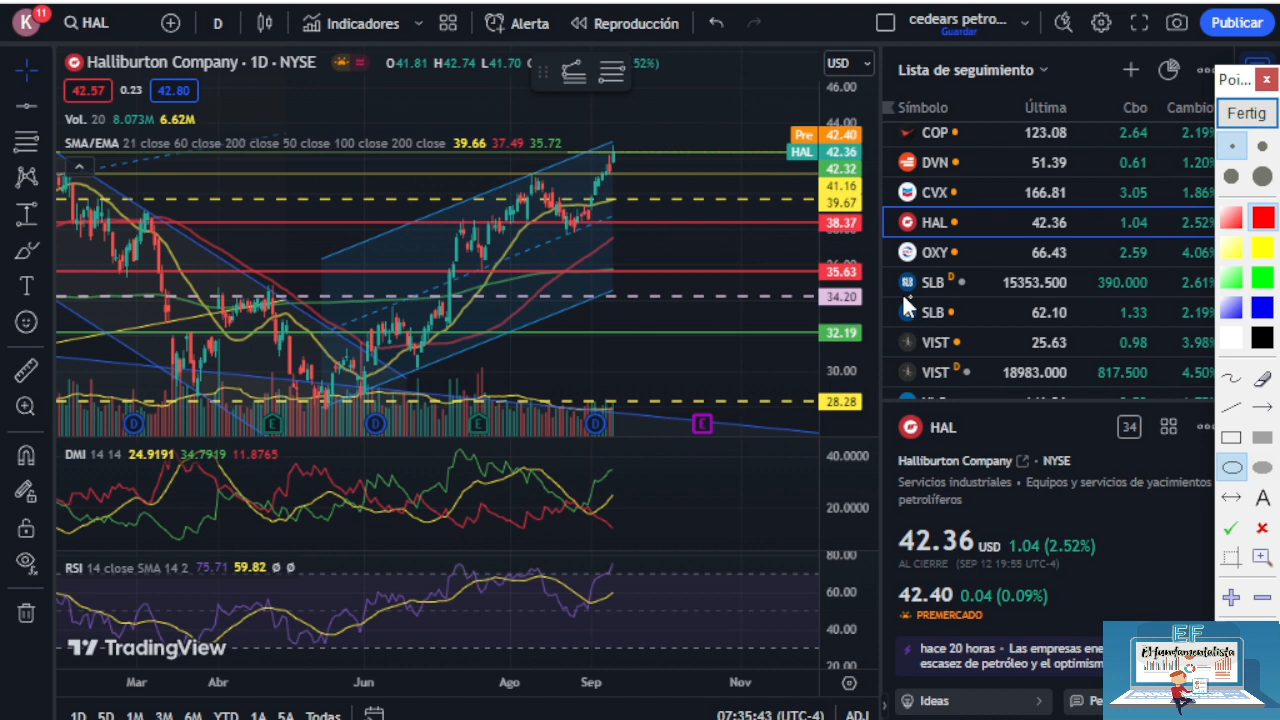 K 11 HAL D Indicadores Alerta Reproducción cedears petro... Guardar Publicar
Halliburton Company · 1D · NYSE O41.81 H42.74 L41.70 52%)
42.57 0.23 42.80
Vol. 20 8.073M 6.62M
SMA/EMA 21 close 60 close 200 close 50 close 100 close 200 close 39.66 37.49 35.72
USD
46.00
44.00
Pre 42.40
HAL 42.36
42.32
41.16
39.67
38.37
35.63
34.20
32.19
30.00
28.28
D E D E D E
DMI 14 14 24.9191 34.7919 11.8765
40.0000
20.0000
RSI 14 close SMA 14 2 75.71 59.82 Ø Ø
80.00
60.00
40.00
20.00
TradingView
Mar Abr Jun Ago Sep Nov
1D 5D 1M 3M 6M YTD 1A 5A Todas 07:35:43 (UTC-4) ADJ
Lista de seguimiento
Símbolo Última Cbo Cambio
COP 123.08 2.64 2.19%
DVN 51.39 0.61 1.20%
CVX 166.81 3.05 1.86%
HAL 42.36 1.04 2.52%
OXY 66.43 2.59 4.06%
SLB D 15353.500 390.000 2.61%
SLB 62.10 1.33 2.19%
VIST 25.63 0.98 3.98%
VIST D 18983.000 817.500 4.50%
HAL 34
Halliburton Company · NYSE
Servicios industriales • Equipos y servicios de yacimientos
petrolíferos
42.36 USD 1.04 (2.52%)
AL CIERRE (SEP 12 19:55 UTC-4)
42.40 0.04 (0.09%)
PREMERCADO
hace 20 horas - Las empresas ene
escasez de petróleo y el optimism
Ideas
Poi... x
Fertig
A
EF
El fundamentalista